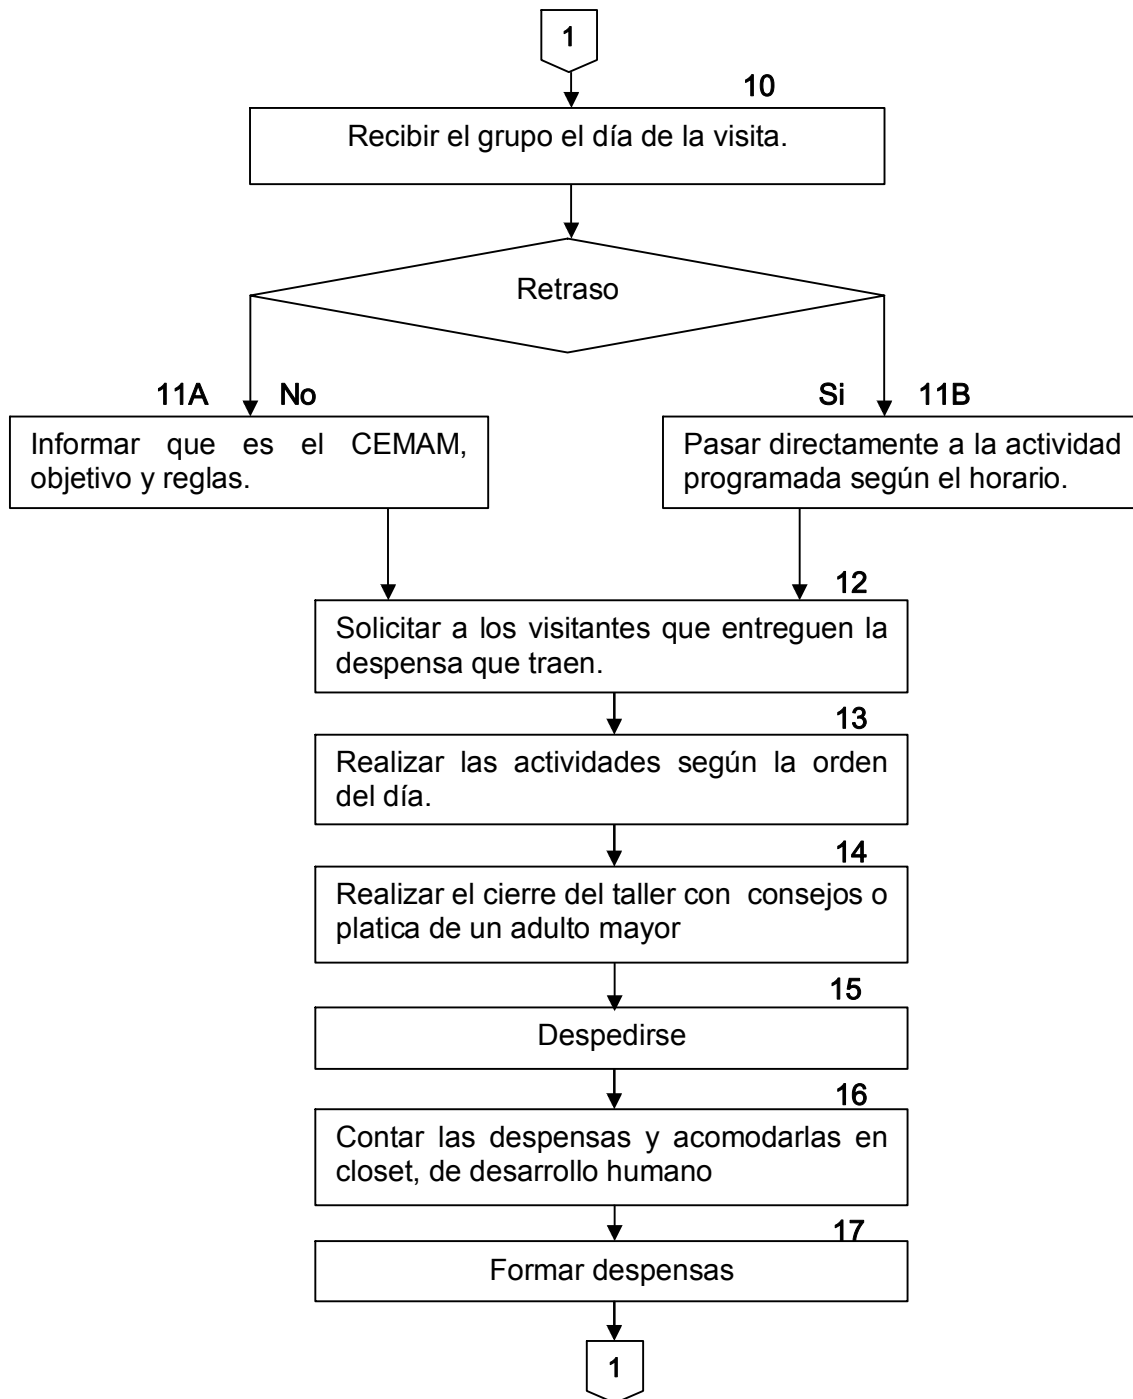 1
10
Recibir el grupo el día de la visita.
Retraso
11A No
Informar que es el CEMAM,
objetivo y reglas.
Si 11B
Pasar directamente a la actividad
programada según el horario.
12
Solicitar a los visitantes que entreguen la
despensa que traen.
13
Realizar las actividades según la orden
del día.
14
Realizar el cierre del taller con consejos o
platica de un adulto mayor
15
Despedirse
16
Contar las despensas y acomodarlas en
closet, de desarrollo humano
17
Formar despensas
1